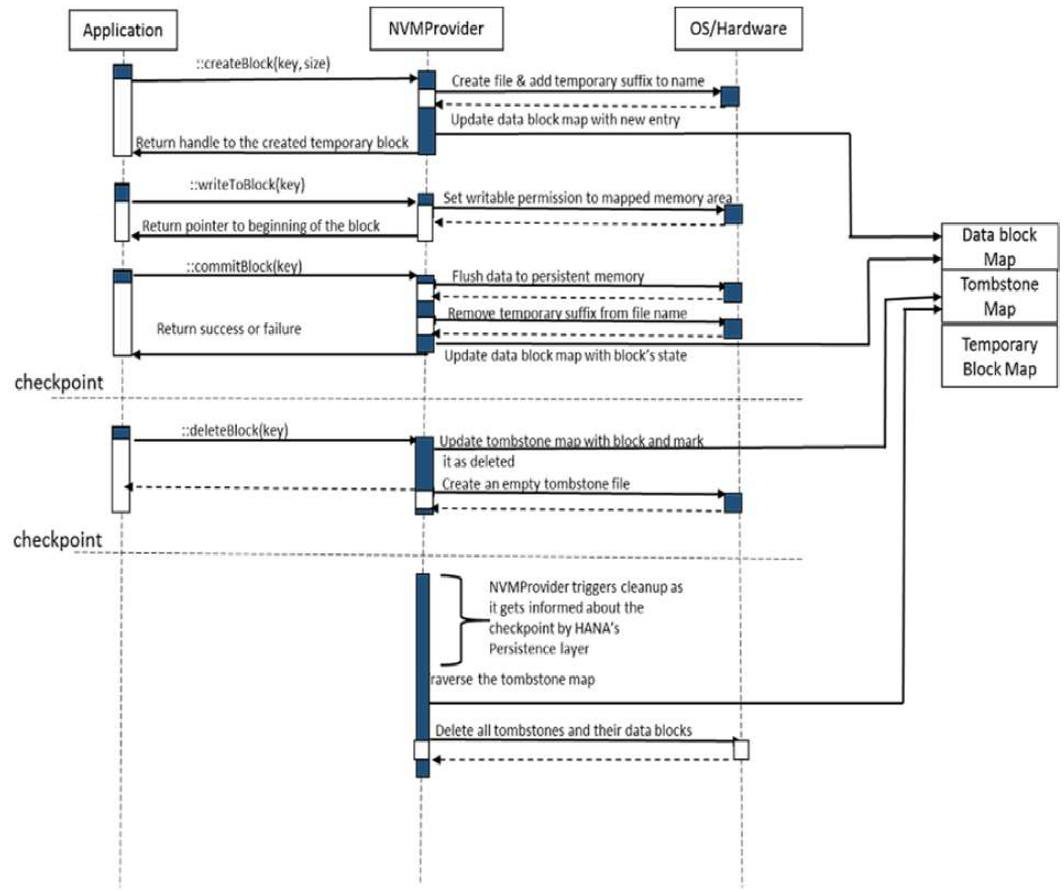 Application
NVMProvider
OS/Hardware
::createBlock(key, size)
Create file & add temporary suffix to name
Update data block map with new entry
Return handle to the created temporary block
::writeToBlock(key)
Set writable permission to mapped memory area
Return pointer to beginning of the block
Data block
Map
Tombstone
Map
Temporary
Block Map
::commitBlock(key)
Flush data to persistent memory
Remove temporary suffix from file name
Return success or failure
Update data block map with block's state
checkpoint
::deleteBlock(key)
Update tombstone map with block and mark
it as deleted
Create an empty tombstone file
checkpoint
NVMProvider triggers cleanup as
it gets informed about the
checkpoint by HANA's
Persistence layer
raverse the tombstone map
Delete all tombstones and their data blocks